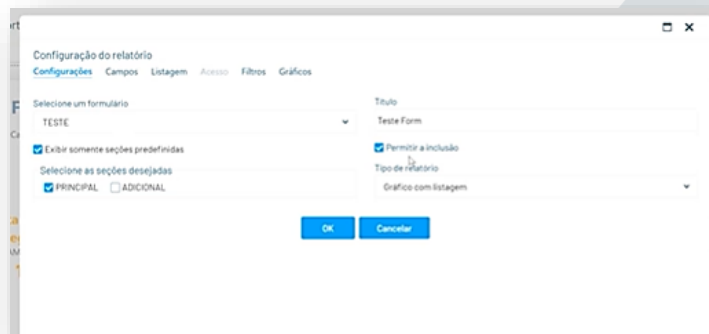 Configuração do relatório
Configurações Campos Listagem Acesso Filtros Gráficos
Selecione um formulário
TESTE
Exibir somente seções predefinidas
Selecione as seções desejadas
PRINCIPAL ADICIONAL
Título
Teste Form
Permitir a inclusão
Tipo de relatório
Gráfico com listagem
OK Cancelar